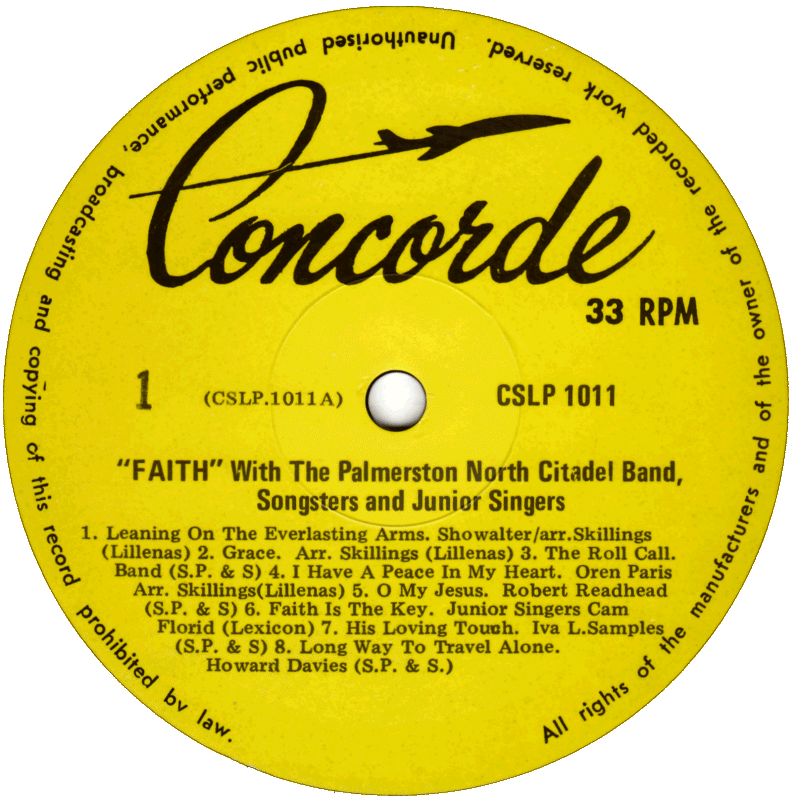 All rights of the manufacturers and of the owner of the recorded work reserved. Unauthorised public performance, broadcasting and copying of this record prohibited by law.
Concorde
33 RPM
1 (CSLP.1011A) CSLP 1011
"FAITH" With The Palmerston North Citadel Band,
Songsters and Junior Singers
1. Leaning On The Everlasting Arms. Showalter/arr.Skillings
(Lillenas) 2. Grace. Arr. Skillings (Lillenas) 3. The Roll Call.
Band (S.P. & S) 4. I Have A Peace In My Heart. Oren Paris
Arr. Skillings(Lillenas) 5. O My Jesus. Robert Readhead
(S.P. & S) 6. Faith Is The Key. Junior Singers Cam
Florid (Lexicon) 7. His Loving Touch. Iva L.Samples
(S.P. & S) 8. Long Way To Travel Alone.
Howard Davies (S.P. & S.)